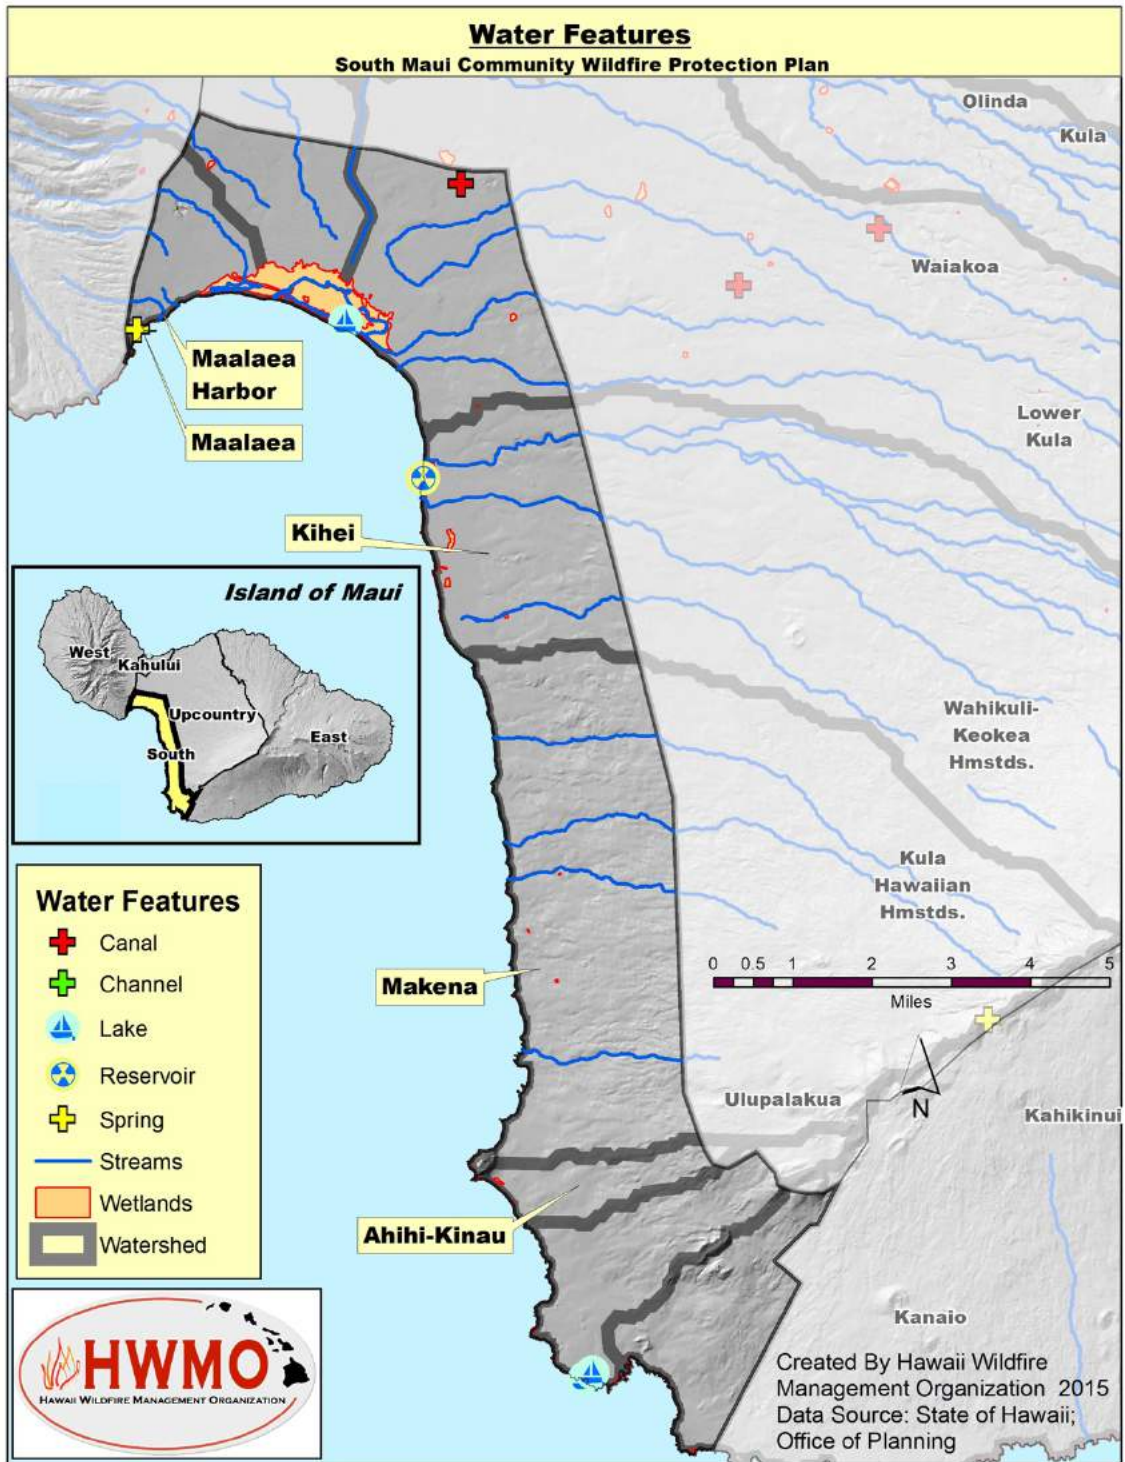 Water Features
South Maui Community Wildfire Protection Plan
Olinda
Kula
Waiakoa
Maalaea
Harbor
Maalaea
Lower
Kula
Kihei
Island of Maui
West
Kahului
Upcountry
East
South
Wahikuli-
Keokea
Hmstds.
Kula
Hawaiian
Hmstds.
Water Features
Canal
Channel
Lake
Reservoir
Spring
Streams
Wetlands
Watershed
Makena
0 0.5 1 2 3 4 5
Miles
N
Ulupalakua
Kahikinui
Ahihi-Kinau
Kanaio
HWMO
HAWAII WILDFIRE MANAGEMENT ORGANIZATION
Created By Hawaii Wildfire
Management Organization 2015
Data Source: State of Hawaii;
Office of Planning